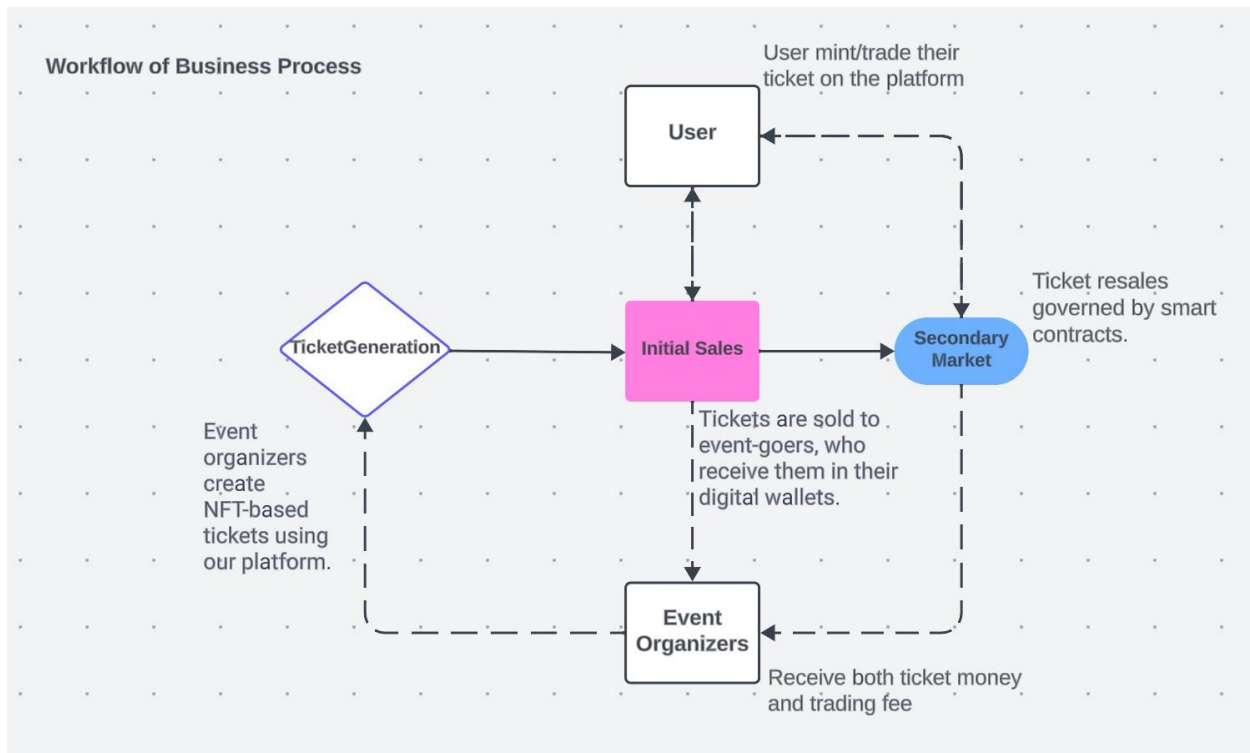 Workflow of Business Process
User mint/trade their
ticket on the platform
User
Ticket resales
governed by smart
contracts.
TicketGeneration
Initial Sales
Secondary
Market
Tickets are sold to
event-goers, who
receive them in their
digital wallets.
Event
organizers
create
NFT-based
tickets using
our platform.
Event
Organizers
Receive both ticket money
and trading fee